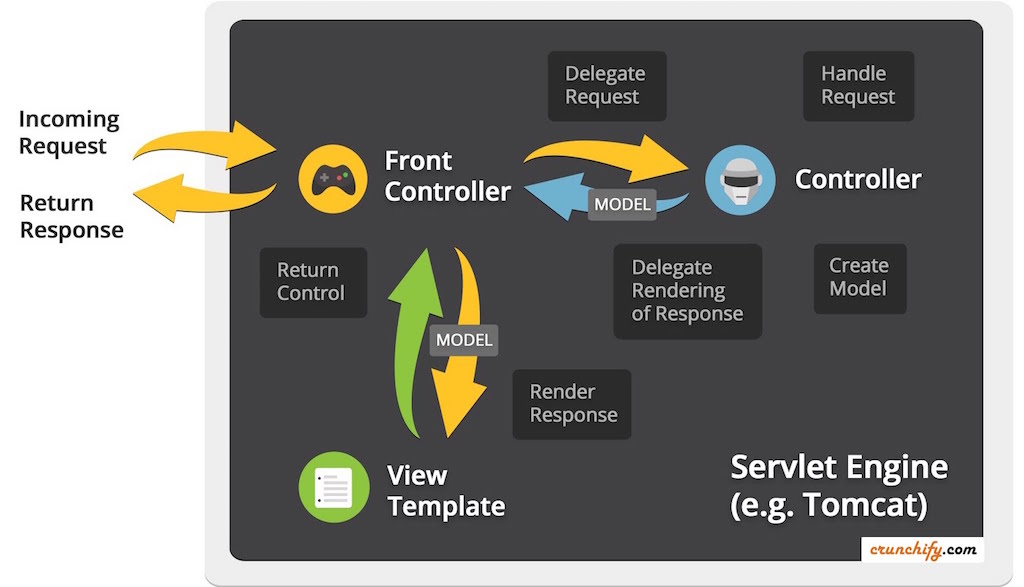 Delegate
Request
Handle
Request
Incoming
Request
Front
Controller
Controller
Return
Response
MODEL
Return
Control
Delegate
Rendering
of Response
Create
Model
MODEL
Render
Response
View
Template
Servlet Engine
(e.g. Tomcat)
crunchify.com